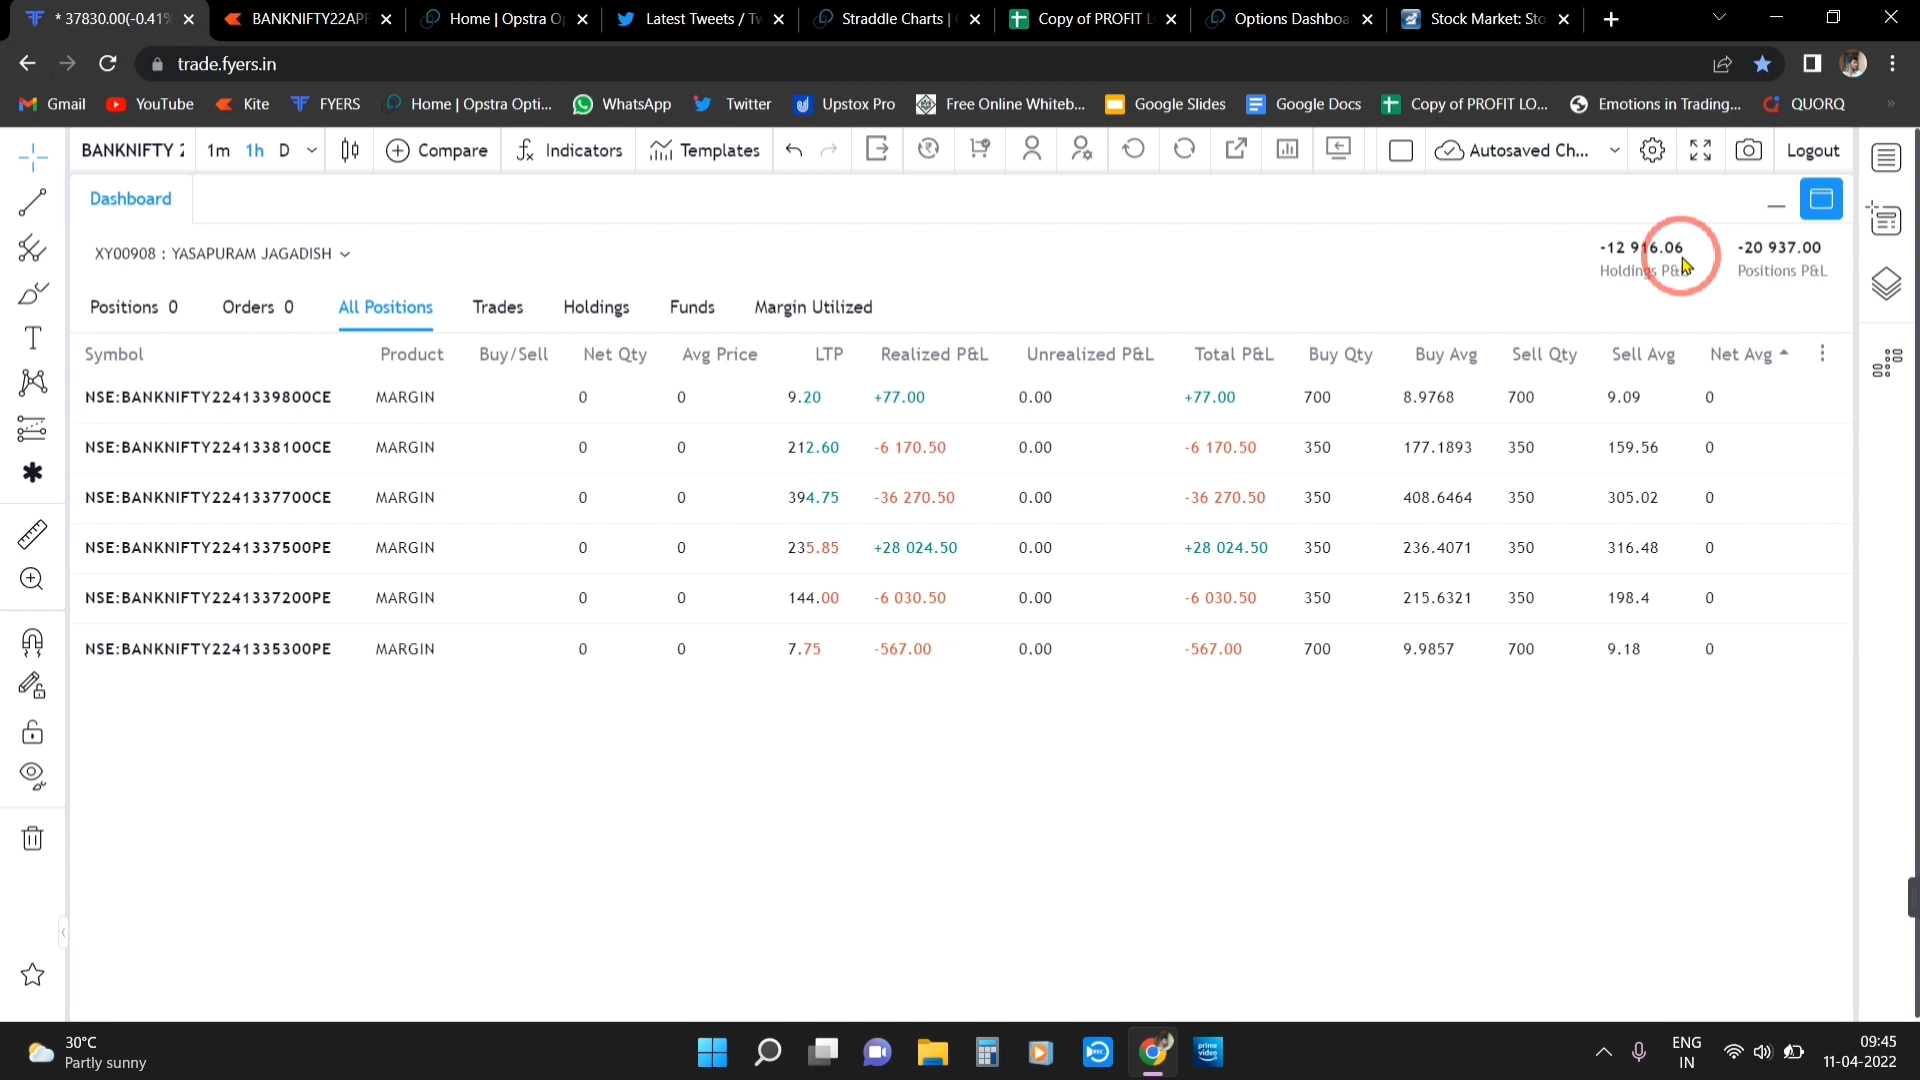 * 37830.00(-0.41%
BANKNIFTY22APR
Home | Opstra O
Latest Tweets / Tw
Straddle Charts |
Copy of PROFIT L
Options Dashboa
Stock Market: Sto
trade.fyers.in
Gmail
YouTube
Kite
FYERS
Home | Opstra Opti...
WhatsApp
Twitter
Upstox Pro
Free Online Whiteb...
Google Slides
Google Docs
Copy of PROFIT LO...
Emotions in Trading...
QUORQ
BANKNIFTY 1m 1h D Compare Indicators Templates Autosaved Ch... Logout
Dashboard
XY00908 : YASAPURAM JAGADISH
-12 916.06 -20 937.00
Holdings P&L Positions P&L
Positions 0 Orders 0 All Positions Trades Holdings Funds Margin Utilized
Symbol Product Buy/Sell Net Qty Avg Price LTP Realized P&L Unrealized P&L Total P&L Buy Qty Buy Avg Sell Qty Sell Avg Net Avg
NSE:BANKNIFTY2241339800CE MARGIN 0 0 9.20 +77.00 0.00 +77.00 700 8.9768 700 9.09 0
NSE:BANKNIFTY2241338100CE MARGIN 0 0 212.60 -6 170.50 0.00 -6 170.50 350 177.1893 350 159.56 0
NSE:BANKNIFTY2241337700CE MARGIN 0 0 394.75 -36 270.50 0.00 -36 270.50 350 408.6464 350 305.02 0
NSE:BANKNIFTY2241337500PE MARGIN 0 0 235.85 +28 024.50 0.00 +28 024.50 350 236.4071 350 316.48 0
NSE:BANKNIFTY2241337200PE MARGIN 0 0 144.00 -6 030.50 0.00 -6 030.50 350 215.6321 350 198.4 0
NSE:BANKNIFTY2241335300PE MARGIN 0 0 7.75 -567.00 0.00 -567.00 700 9.9857 700 9.18 0
30°C
Partly sunny
REC
prime video
ENG
IN
09:45
11-04-2022